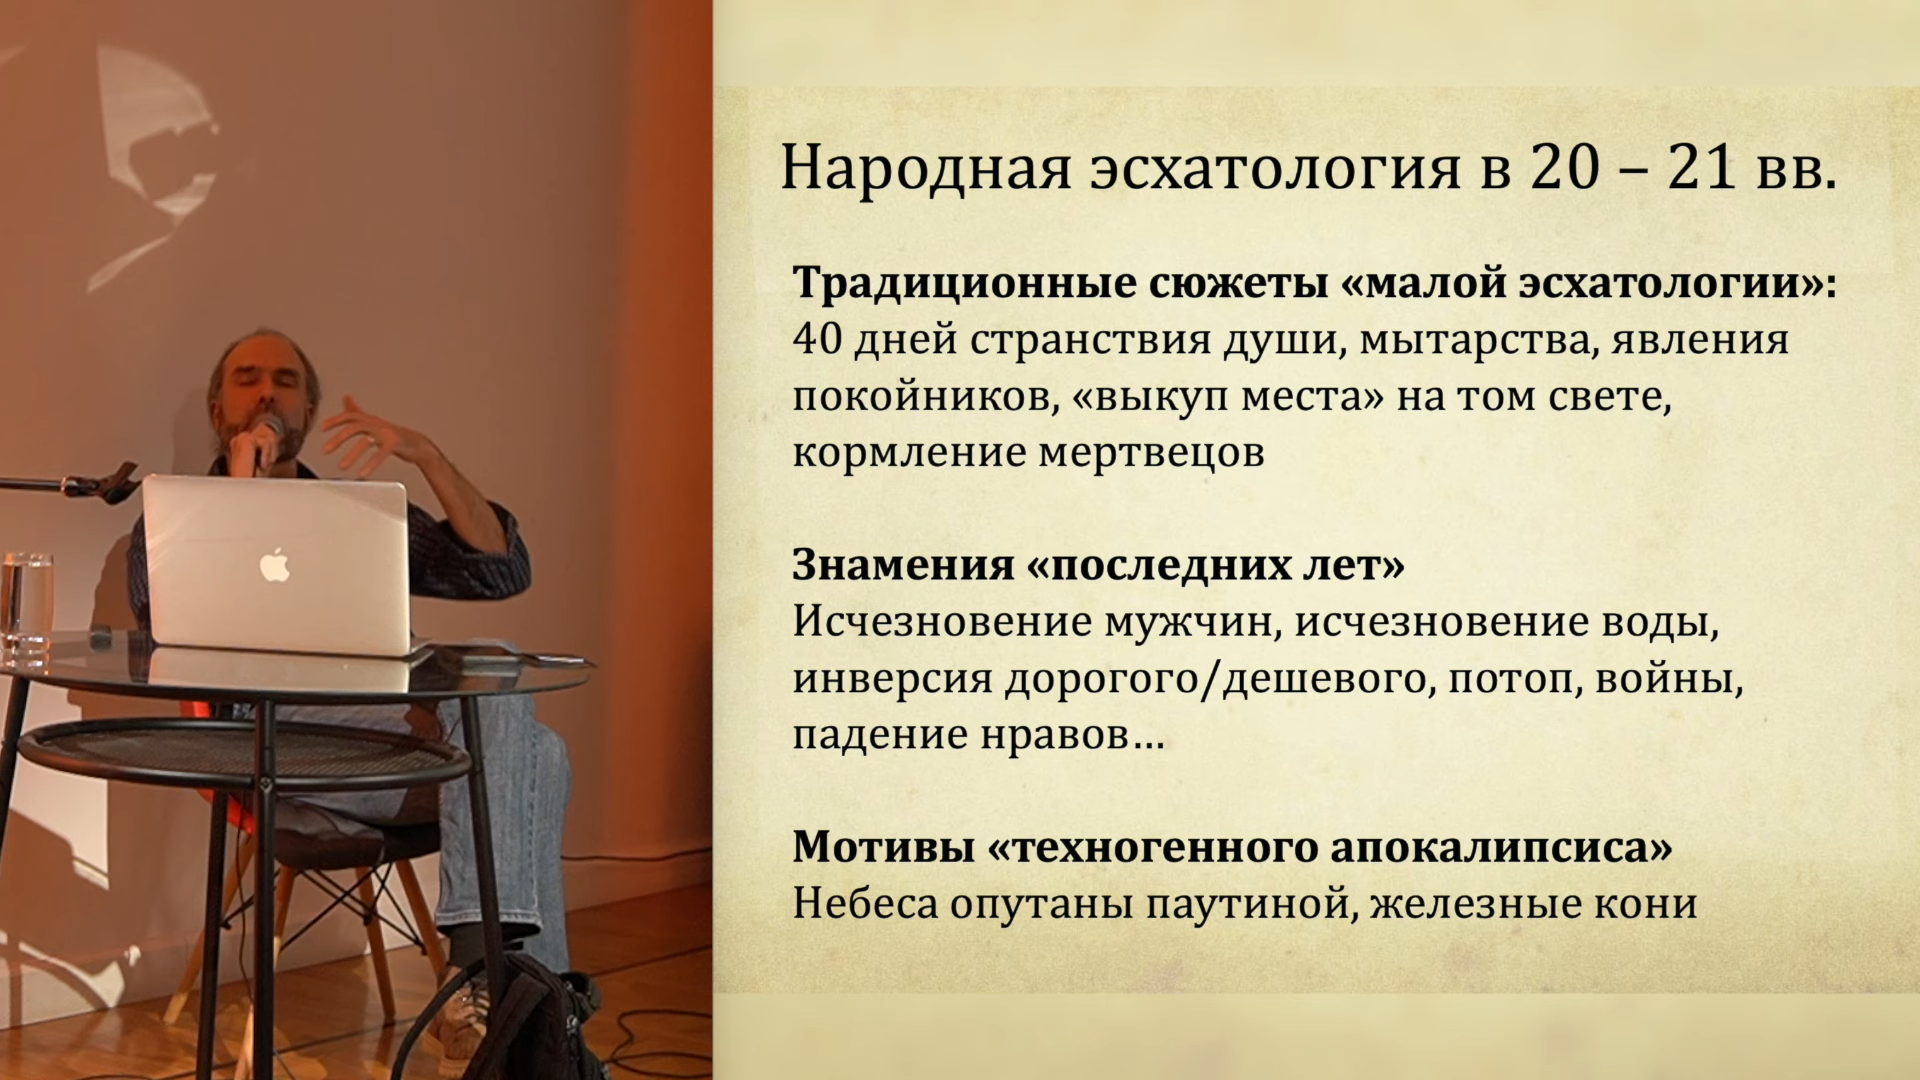 Народная эсхатология в 20 – 21 вв.
Традиционные сюжеты «малой эсхатологии»:
40 дней странствия души, мытарства, явления
покойников, «выкуп места» на том свете,
кормление мертвецов
Знамения «последних лет»
Исчезновение мужчин, исчезновение воды,
инверсия дорогого/дешевого, потоп, войны,
падение нравов…
Мотивы «техногенного апокалипсиса»
Небеса опутаны паутиной, железные кони